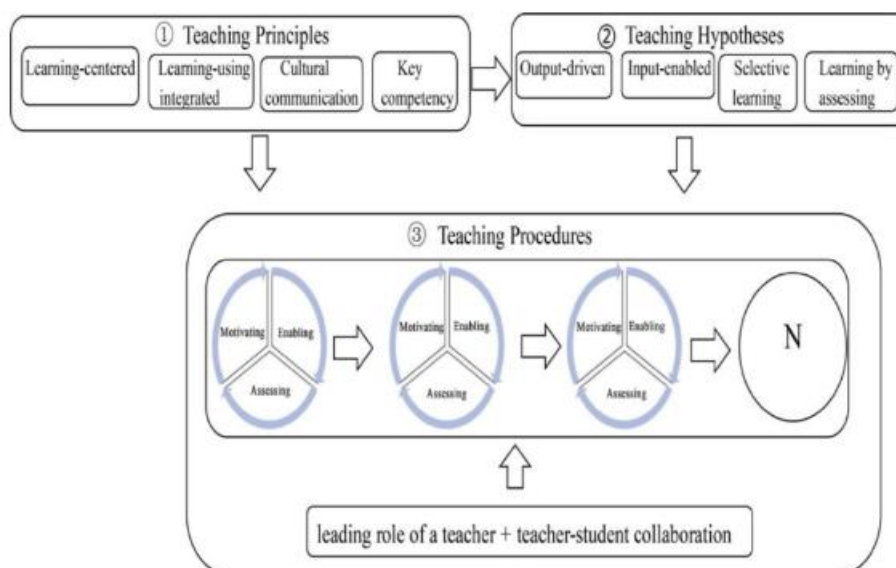 ① Teaching Principles
Learning-centered
Learning-using
integrated
Cultural
communication
Key
competency
② Teaching Hypotheses
Output-driven
Input-enabled
Selective
learning
Learning by
assessing
③ Teaching Procedures
Motivating
Enabling
Assessing
Motivating
Enabling
Assessing
Motivating
Enabling
Assessing
N
leading role of a teacher + teacher-student collaboration